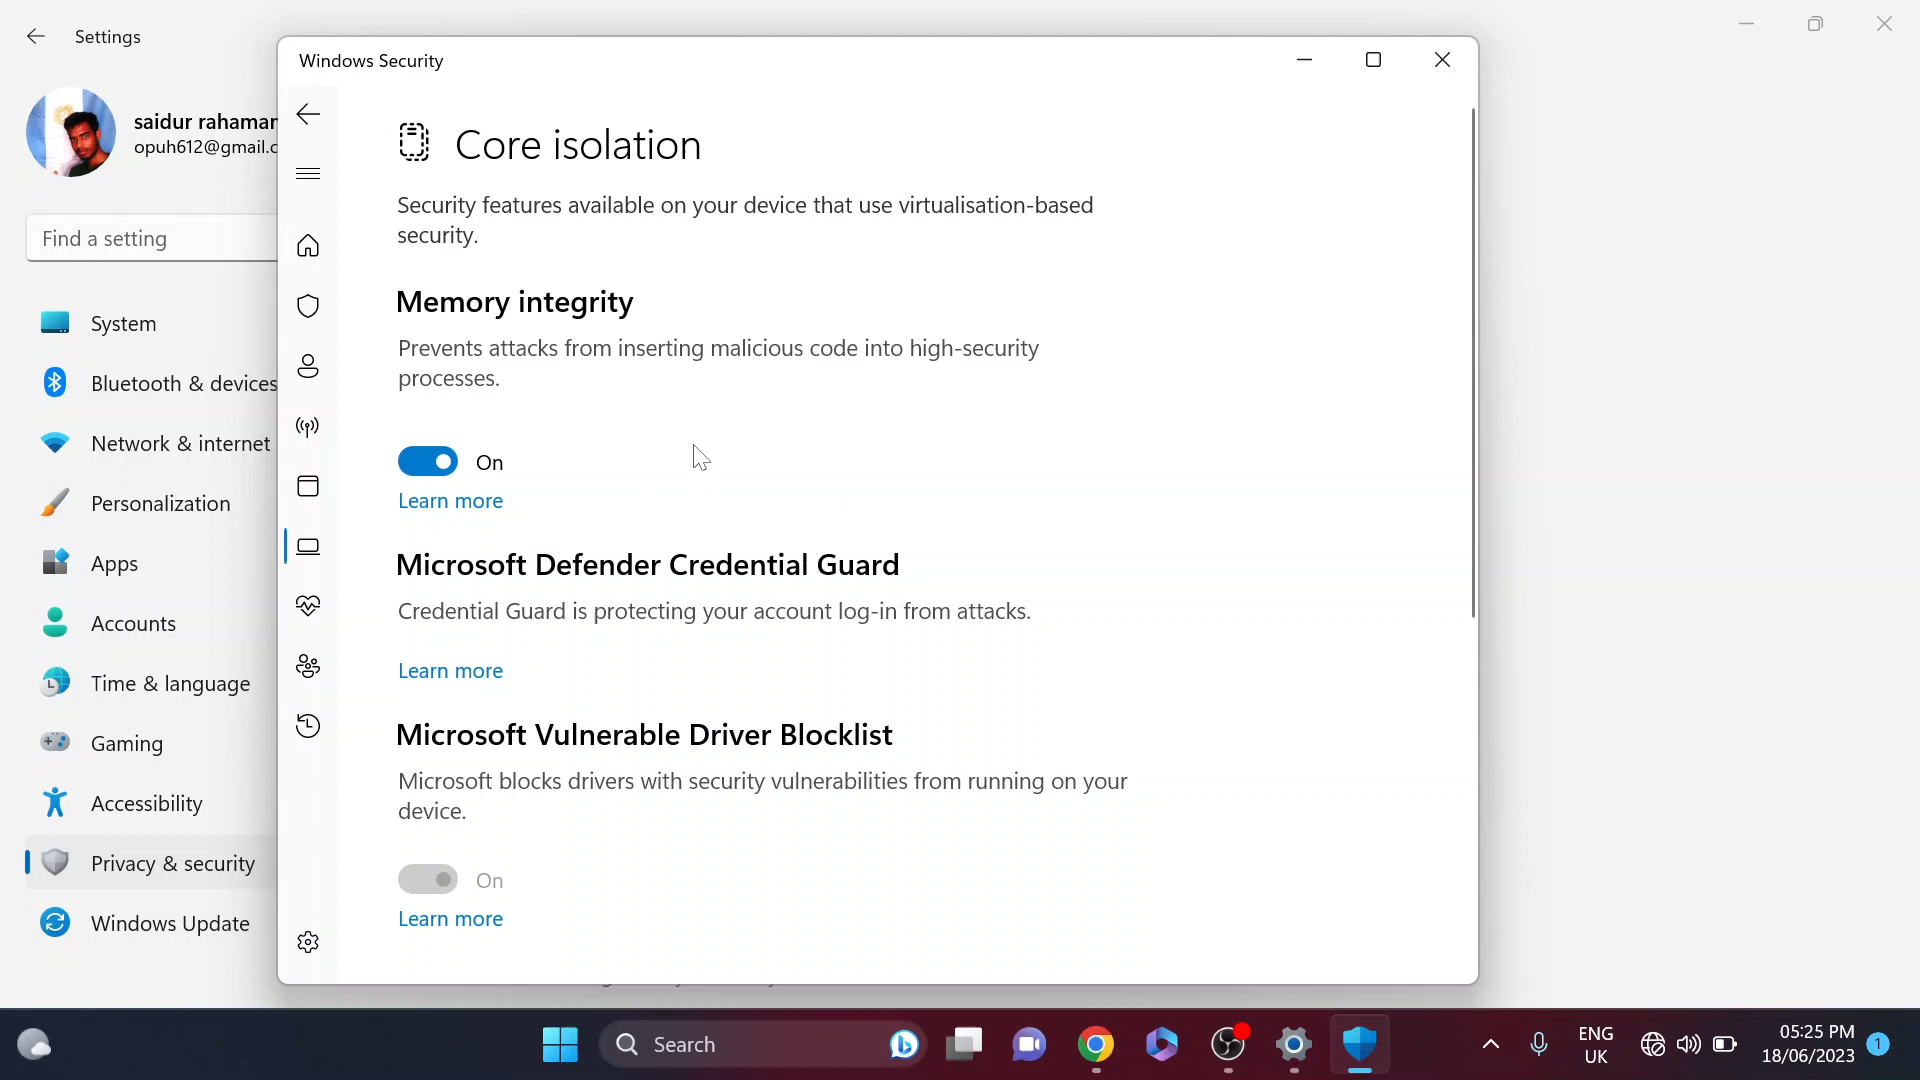 Settings
saidur rahaman
opuh612@gmail.c
Find a setting
System
Bluetooth & devices
Network & internet
Personalization
Apps
Accounts
Time & language
Gaming
Accessibility
Privacy & security
Windows Update
Windows Security
Core isolation
Security features available on your device that use virtualisation-based
security.
Memory integrity
Prevents attacks from inserting malicious code into high-security
processes.
On
Learn more
Microsoft Defender Credential Guard
Credential Guard is protecting your account log-in from attacks.
Learn more
Microsoft Vulnerable Driver Blocklist
Microsoft blocks drivers with security vulnerabilities from running on your
device.
On
Learn more
Search
ENG
UK
05:25 PM
18/06/2023
1